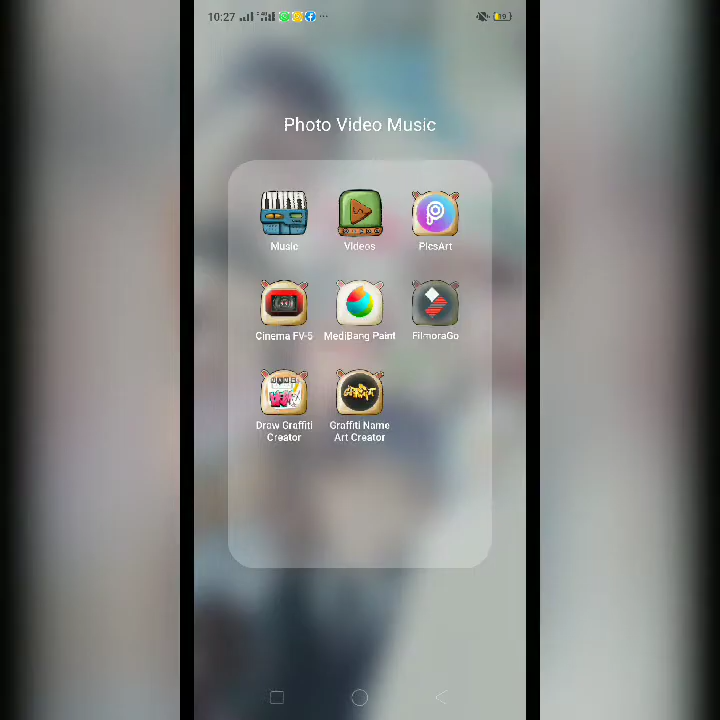 10:27
19
Photo Video Music
Music
Videos
PicsArt
Cinema FV-5
MediBang Paint
FilmoraGo
Draw Graffiti
Creator
Graffiti Name
Art Creator